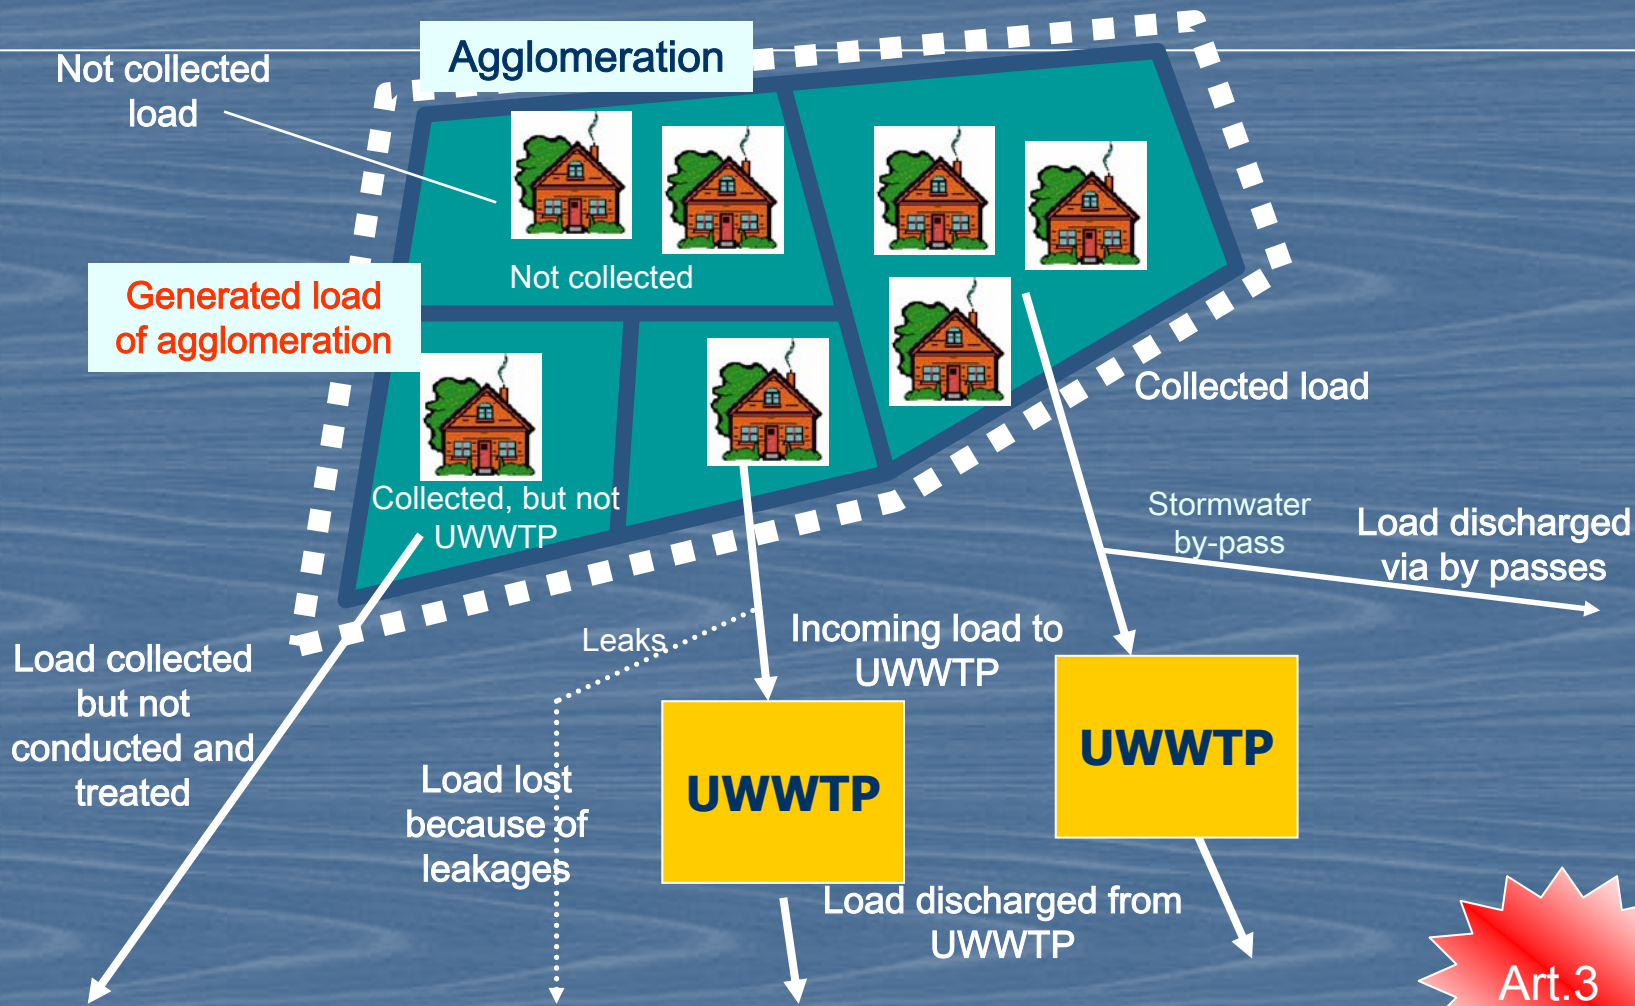 Agglomeration
Not collected
load
Not collected
Generated load
of agglomeration
Collected load
Collected, but not
UWWTP
Stormwater
by-pass
Load discharged
via by passes
Leaks
Incoming load to
UWWTP
Load collected
but not
conducted and
treated
UWWTP
Load lost
because of
leakages
UWWTP
Load discharged from
UWWTP
Art.3